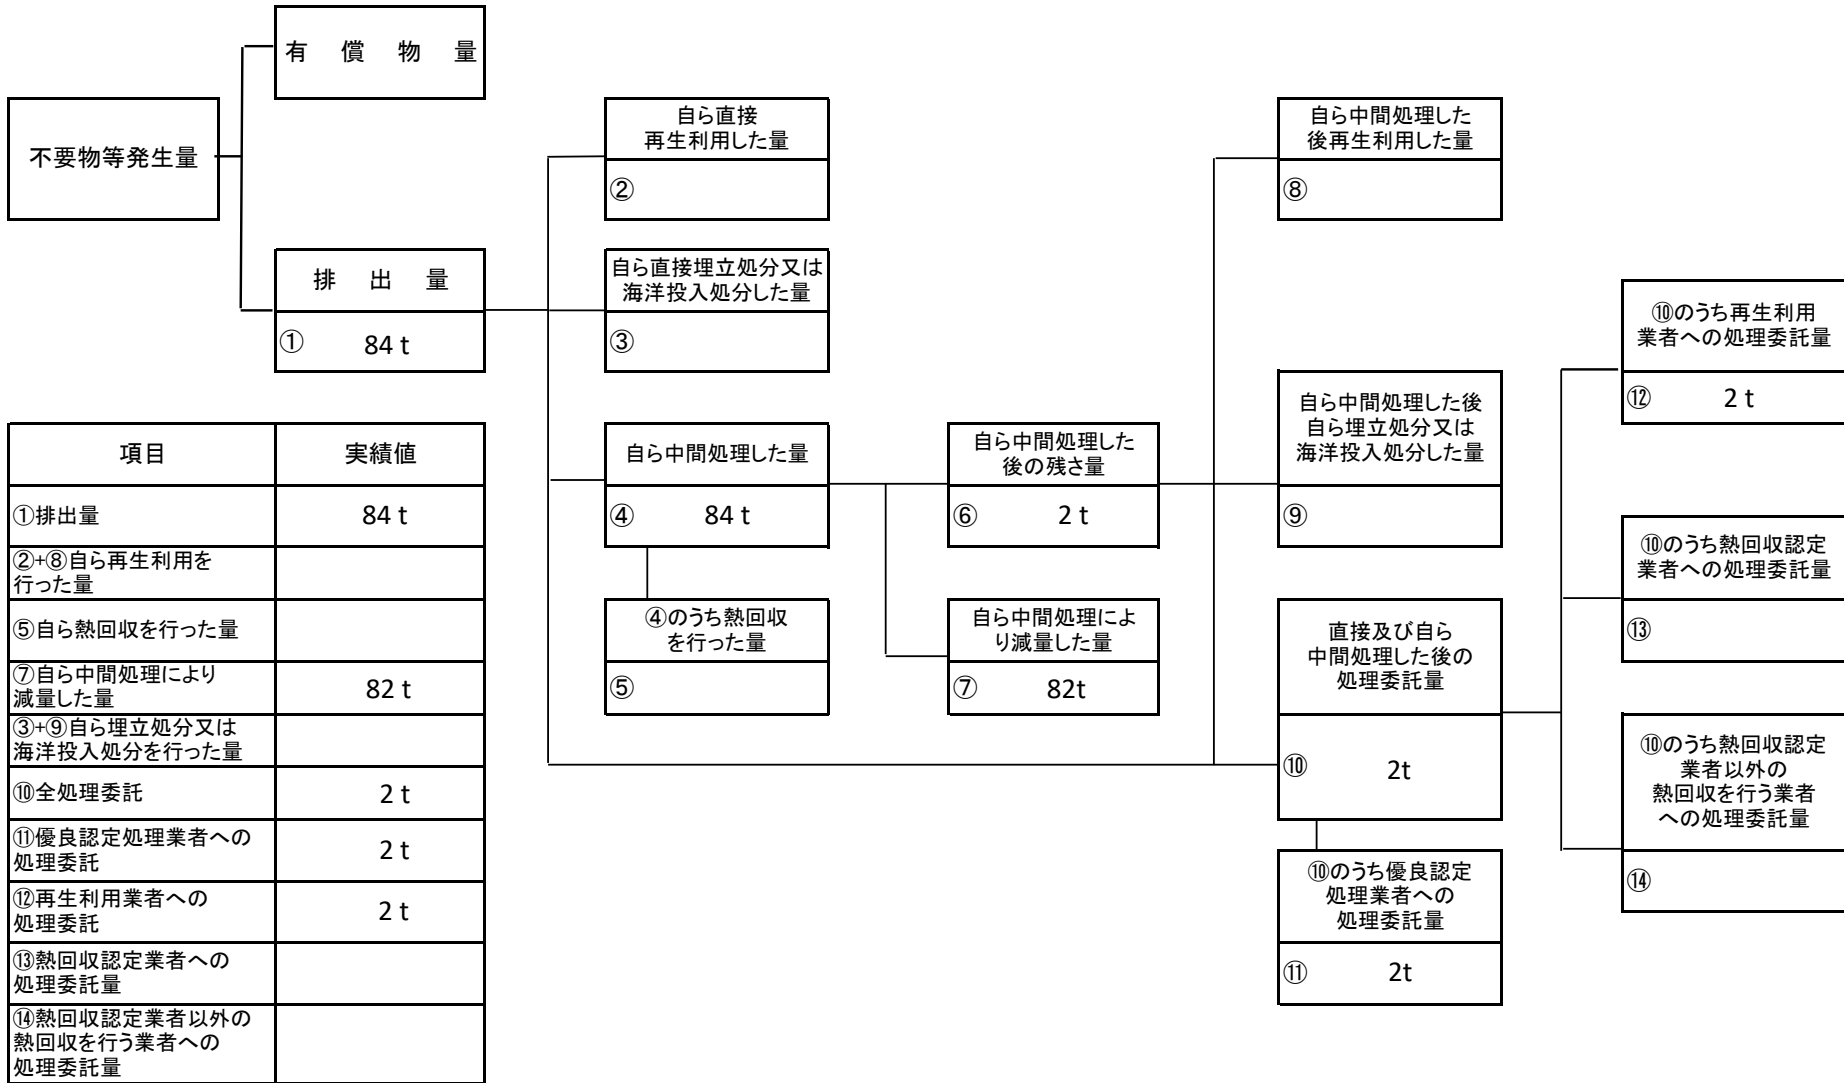 有償物量
不要物等発生量
排出量
① 84 t
自ら直接
再生利用した量
②
自ら直接埋立処分又は
海洋投入処分した量
③
自ら中間処理した量
④ 84 t
④のうち熱回収
を行った量
⑤
自ら中間処理した
後の残さ量
⑥ 2 t
自ら中間処理によ
り減量した量
⑦ 82t
自ら中間処理した
後再生利用した量
⑧
自ら中間処理した後
自ら埋立処分又は
海洋投入処分した量
⑨
直接及び自ら
中間処理した後の
処理委託量
⑩ 2t
⑩のうち優良認定
処理業者への
処理委託量
⑪ 2t
⑩のうち再生利用
業者への処理委託量
⑫ 2 t
⑩のうち熱回収認定
業者への処理委託量
⑬
⑩のうち熱回収認定
業者以外の
熱回収を行う業者
への処理委託量
⑭
項目 実績値
①排出量 84 t
②+⑧自ら再生利用を
行った量
⑤自ら熱回収を行った量
⑦自ら中間処理により
減量した量 82 t
③+⑨自ら埋立処分又は
海洋投入処分を行った量
⑩全処理委託 2 t
⑪優良認定処理業者への
処理委託 2 t
⑫再生利用業者への
処理委託 2 t
⑬熱回収認定業者への
処理委託量
⑭熱回収認定業者以外の
熱回収を行う業者への
処理委託量